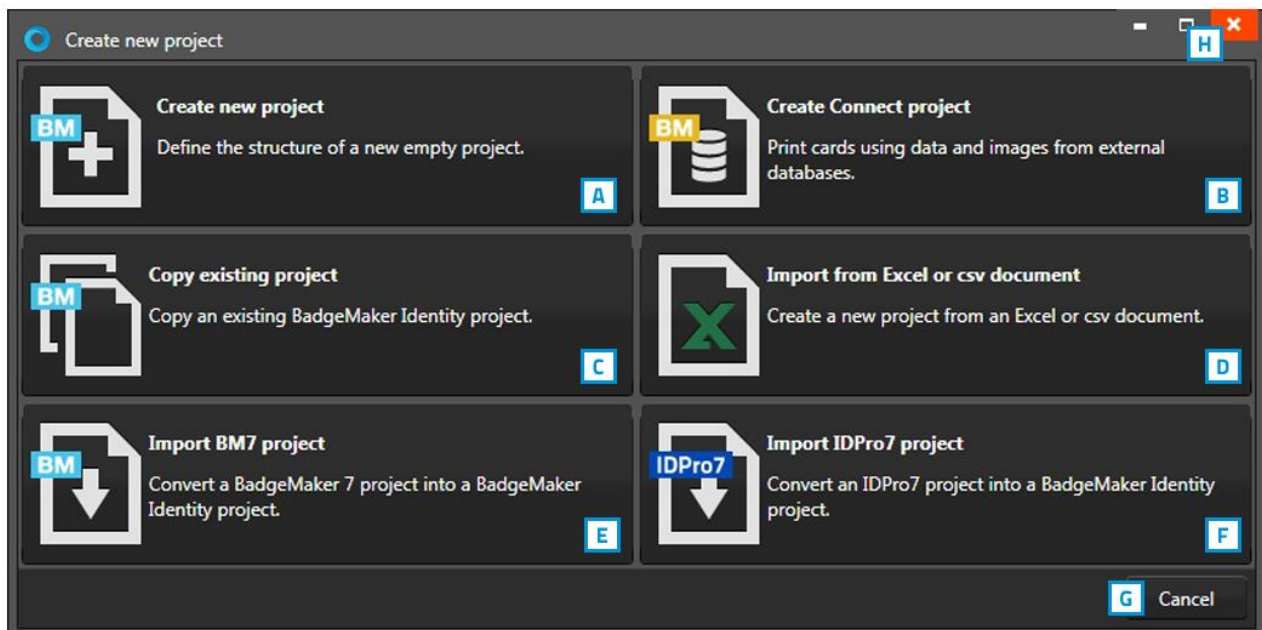 Create new project
H
Create new project
BM
Define the structure of a new empty project.
A
Create Connect project
BM
Print cards using data and images from external
databases.
B
Copy existing project
BM
Copy an existing BadgeMaker Identity project.
C
Import from Excel or csv document
X
Create a new project from an Excel or csv document.
D
Import BM7 project
BM
Convert a BadgeMaker 7 project into a BadgeMaker
Identity project.
E
Import IDPro7 project
IDPro7
Convert an IDPro7 project into a BadgeMaker Identity
project.
F
G
Cancel